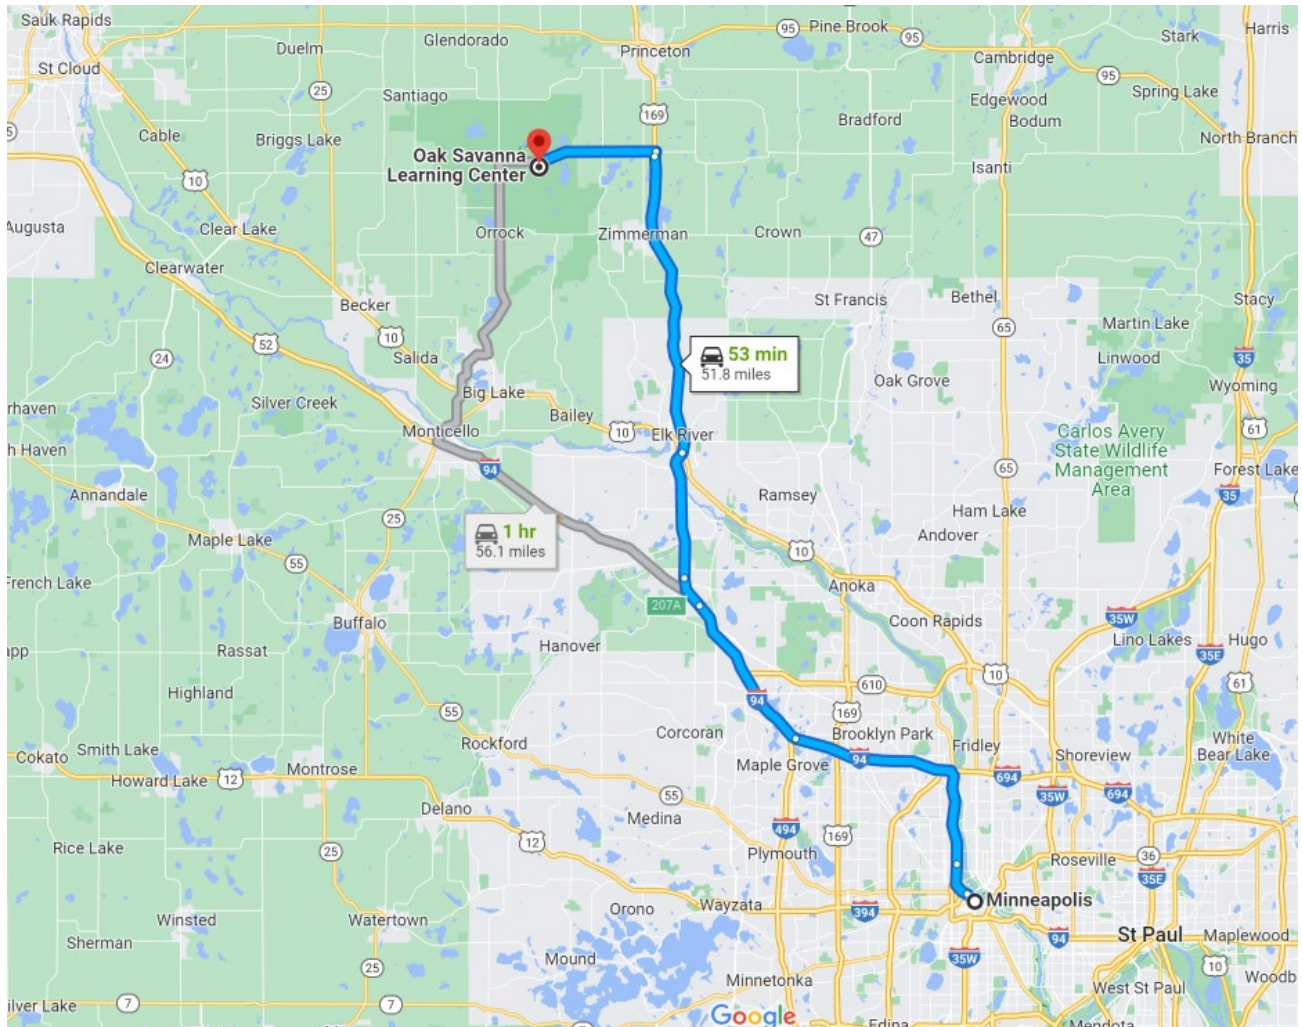 Sauk Rapids
95
Pine Brook
Harris
Duelm
Glendorado
Princeton
95
Stark
St Cloud
Cambridge
95
Spring Lake
25
Santiago
169
Edgewood
Bodum
Bradford
North Branch
Cable
Briggs Lake
Oak Savanna
Learning Center
Isanti
10
Augusta
Clear Lake
Orrock
Zimmerman
Crown
47
Clearwater
Becker
St Francis
Bethel
Stacy
65
Martin Lake
Linwood
35
10
52
24
Salida
53 min
51.8 miles
Oak Grove
Wyoming
Silver Creek
Big Lake
Bailey
rhaven
Monticello
10
Elk River
Carlos Avery
State Wildlife
Management
Area
61
h Haven
94
65
Forest Lake
Annandale
Ramsey
35
25
Ham Lake
Maple Lake
1 hr
56.1 miles
Andover
10
55
French Lake
Anoka
207A
Coon Rapids
35W
Buffalo
Hanover
Lino Lakes
Hugo
app
Rassat
35E
10
610
61
Highland
94
169
55
Corcoran
Brooklyn Park
Rockford
Fridley
Shoreview
White
Bear Lake
Smith Lake
Cokato
Maple Grove
94
Montrose
694
Howard Lake
12
35W
694
55
Delano
Medina
494
12
169
Rice Lake
25
Plymouth
Roseville
36
35E
Minneapolis
Winsted
Watertown
Orono
Wayzata
394
94
St Paul
Maplewood
Sherman
35W
25
Mound
10
Minnetonka
Woodb
West St Paul
ilver Lake
7
7
Google
Edina
Mendota